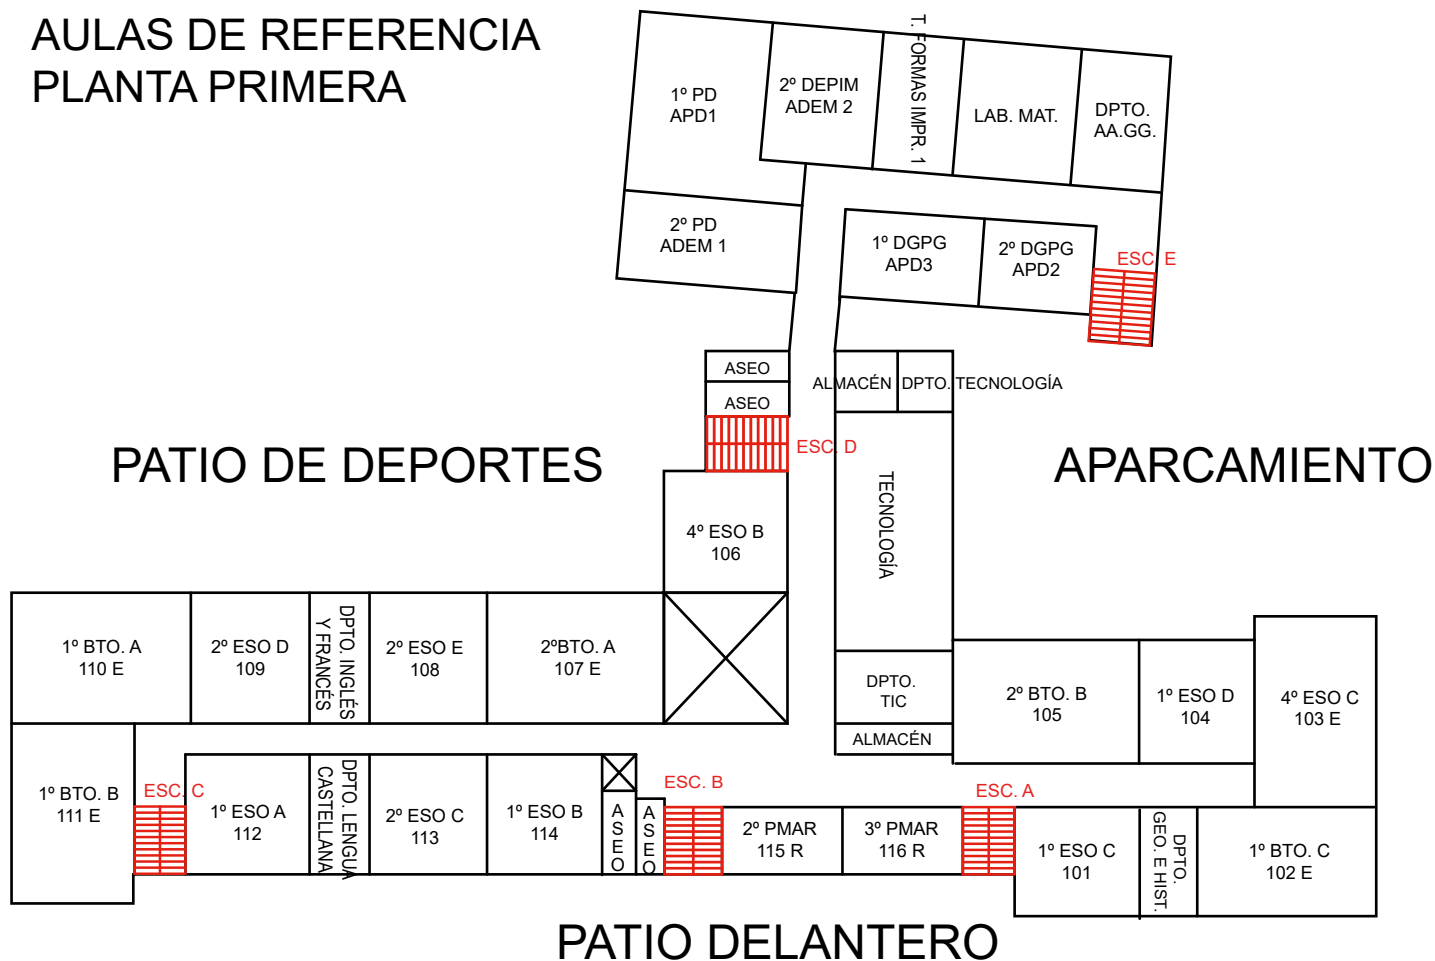 AULAS DE REFERENCIA
PLANTA PRIMERA
1º PD
APD1
2º DEPIM
ADEM 2
T. FORMAS IMPR. 1
LAB. MAT.
DPTO.
AA.GG.
2º PD
ADEM 1
1º DGPG
APD3
2º DGPG
APD2
ESC. E
ASEO
ASEO
ALMACÉN
DPTO. TECNOLOGÍA
ESC. D
PATIO DE DEPORTES
APARCAMIENTO
TECNOLOGÍA
4º ESO B
106
1º BTO. A
110 E
2º ESO D
109
DPTO. INGLÉS
Y FRANCÉS
2º ESO E
108
2ºBTO. A
107 E
DPTO.
TIC
ALMACÉN
2º BTO. B
105
1º ESO D
104
4º ESO C
103 E
1º BTO. B
111 E
ESC. C
1º ESO A
112
DPTO. LENGUA
CASTELLANA
2º ESO C
113
1º ESO B
114
ASEO
ASEO
ESC. B
2º PMAR
115 R
3º PMAR
116 R
ESC. A
1º ESO C
101
DPTO.
GEO. E HIST.
1º BTO. C
102 E
PATIO DELANTERO